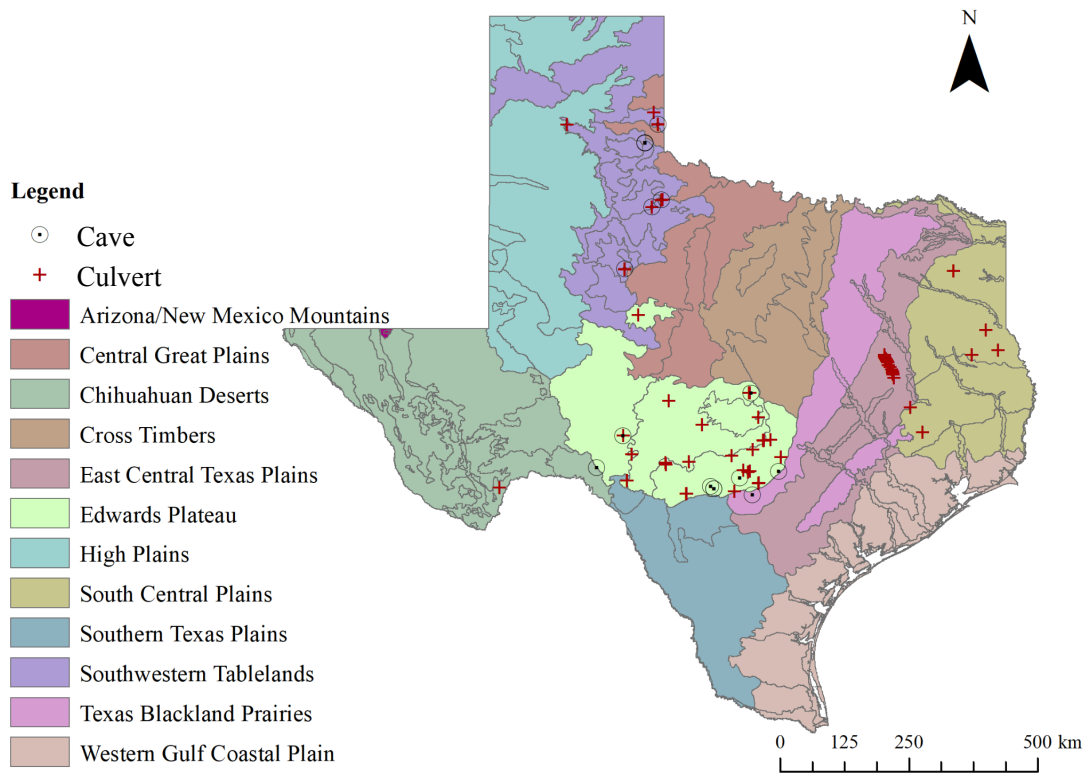 N
Legend
Cave
Culvert
Arizona/New Mexico Mountains
Central Great Plains
Chihuahuan Deserts
Cross Timbers
East Central Texas Plains
Edwards Plateau
High Plains
South Central Plains
Southern Texas Plains
Southwestern Tablelands
Texas Blackland Prairies
Western Gulf Coastal Plain
0 125 250 500 km